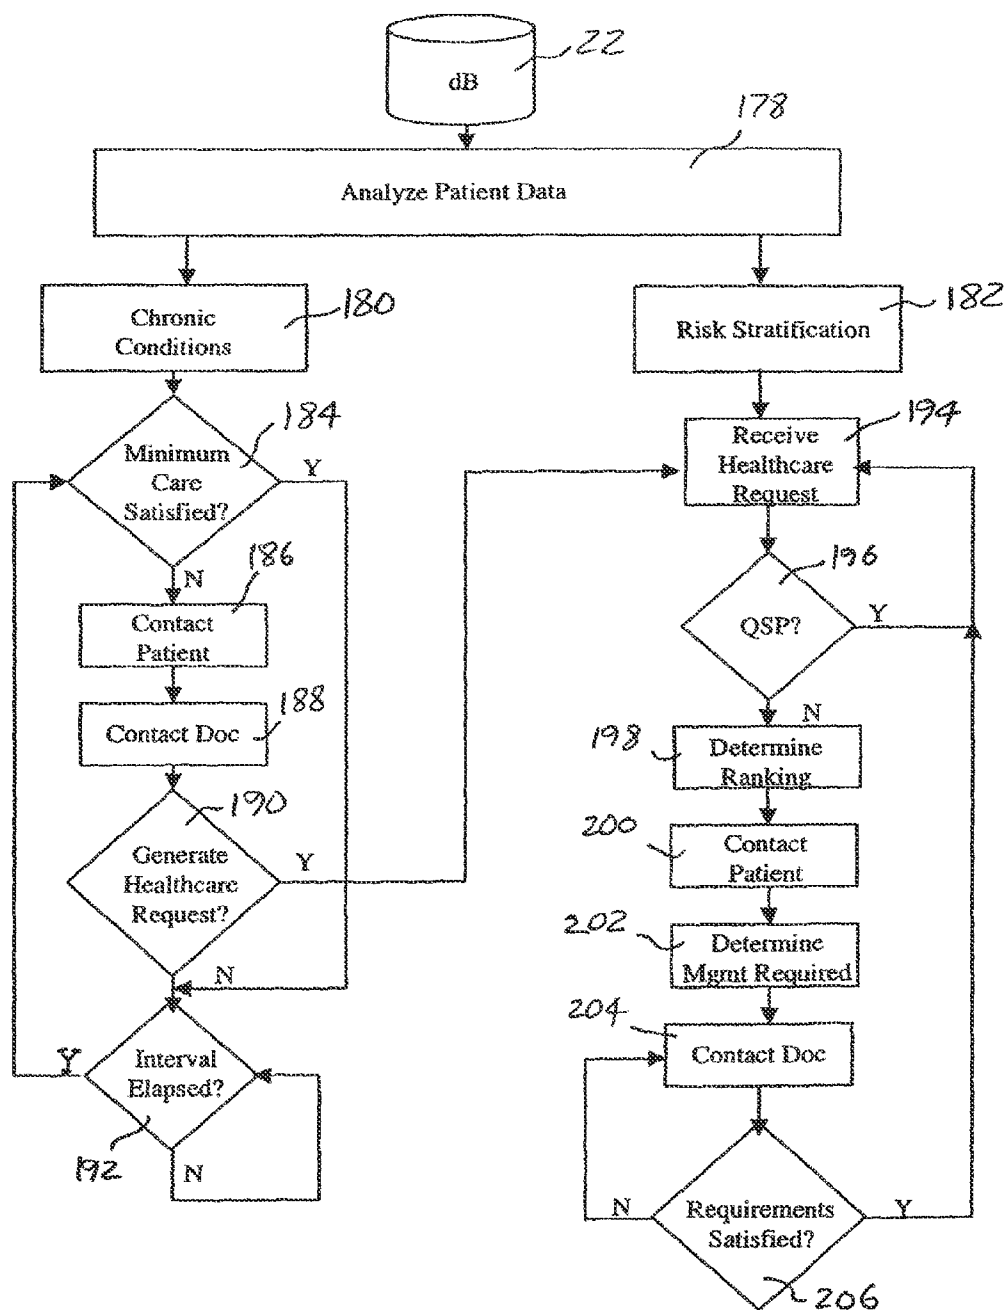 22
dB
178
Analyze Patient Data
180
Chronic
Conditions
182
Risk Stratification
184
Minimum
Care
Satisfied?
Y
N
194
Receive
Healthcare
Request
186
Contact
Patient
196
QSP?
Y
N
188
Contact Doc
198
Determine
Ranking
190
Generate
Healthcare
Request?
Y
N
200
Contact
Patient
202
Determine
Mgmt Required
204
Contact Doc
Interval
Elapsed?
Y
192
N
Requirements
Satisfied?
N
Y
206